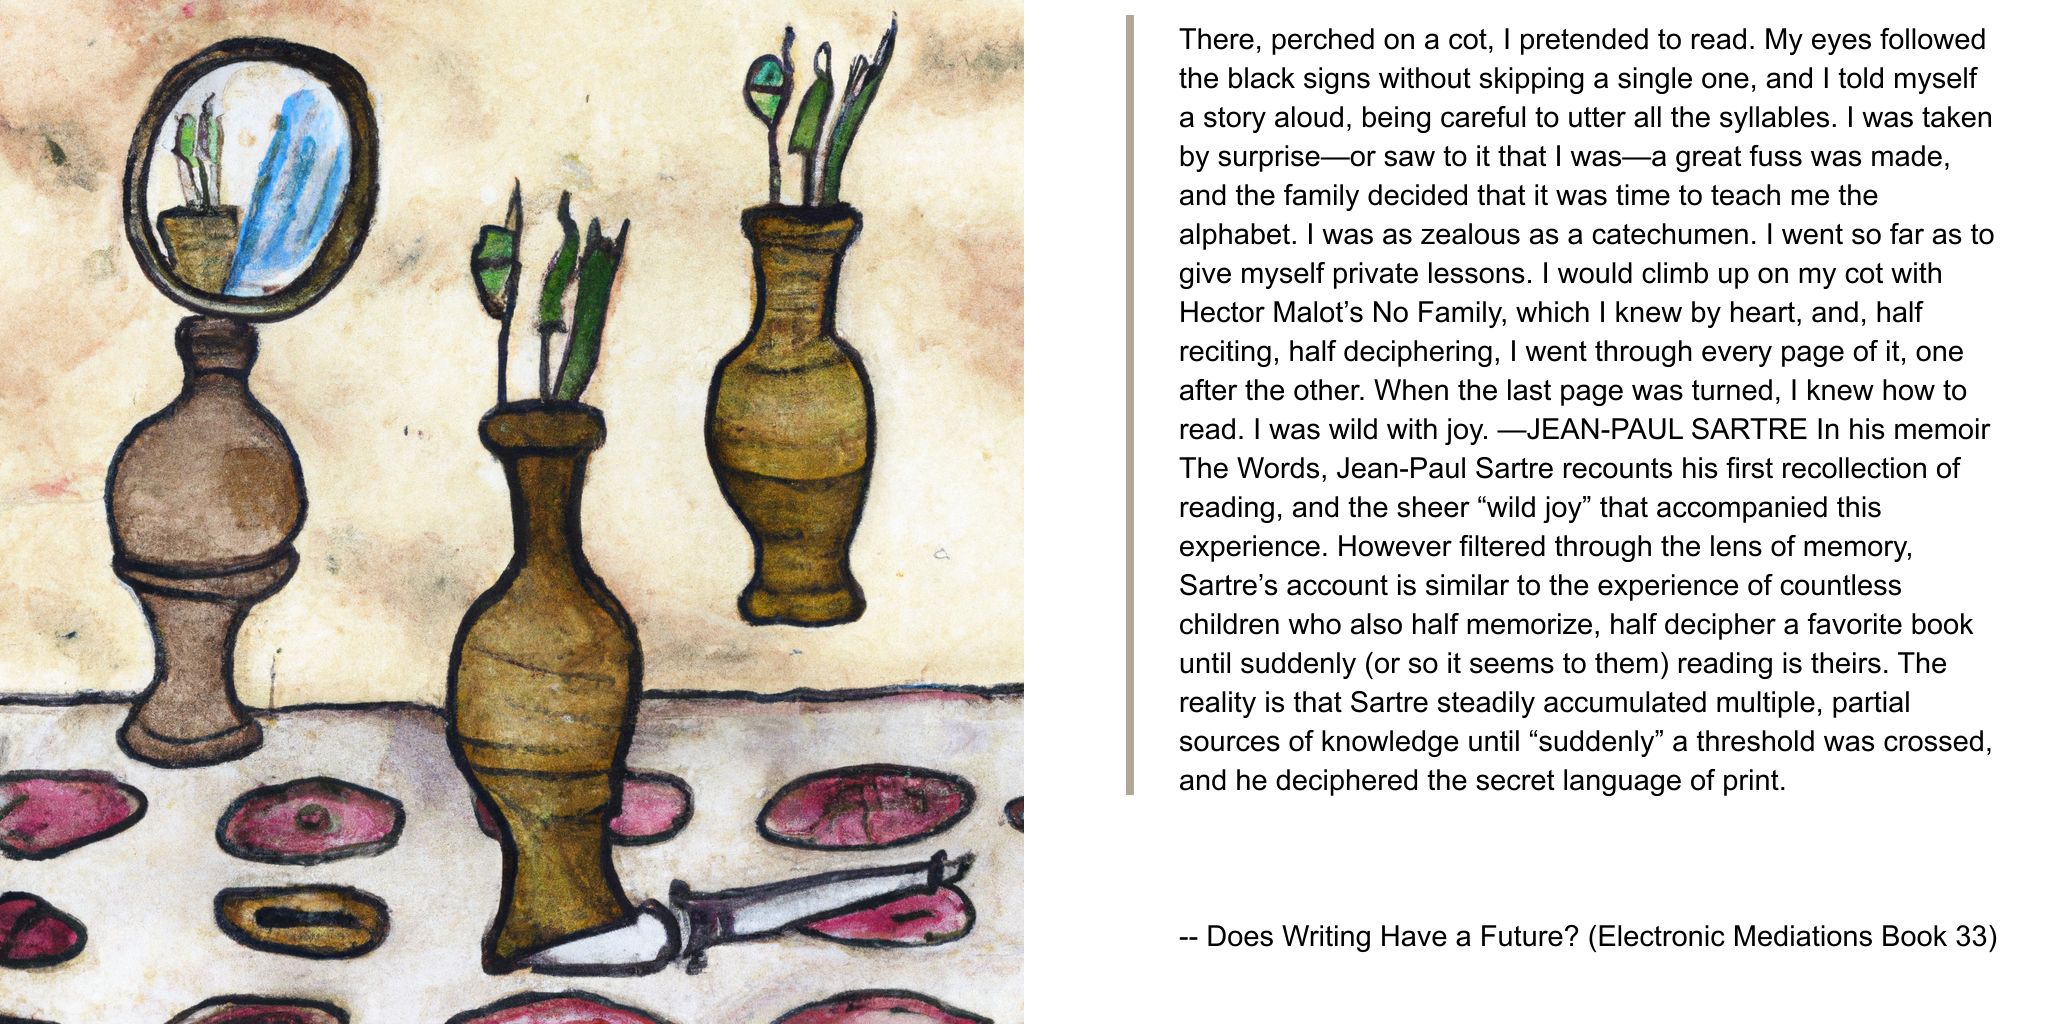 There, perched on a cot, I pretended to read. My eyes followed
the black signs without skipping a single one, and I told myself
a story aloud, being careful to utter all the syllables. I was taken
by surprise—or saw to it that I was—a great fuss was made,
and the family decided that it was time to teach me the
alphabet. I was as zealous as a catechumen. I went so far as to
give myself private lessons. I would climb up on my cot with
Hector Malot’s No Family, which I knew by heart, and, half
reciting, half deciphering, I went through every page of it, one
after the other. When the last page was turned, I knew how to
read. I was wild with joy. —JEAN-PAUL SARTRE In his memoir
The Words, Jean-Paul Sartre recounts his first recollection of
reading, and the sheer “wild joy” that accompanied this
experience. However filtered through the lens of memory,
Sartre’s account is similar to the experience of countless
children who also half memorize, half decipher a favorite book
until suddenly (or so it seems to them) reading is theirs. The
reality is that Sartre steadily accumulated multiple, partial
sources of knowledge until “suddenly” a threshold was crossed,
and he deciphered the secret language of print.
-- Does Writing Have a Future? (Electronic Mediations Book 33)